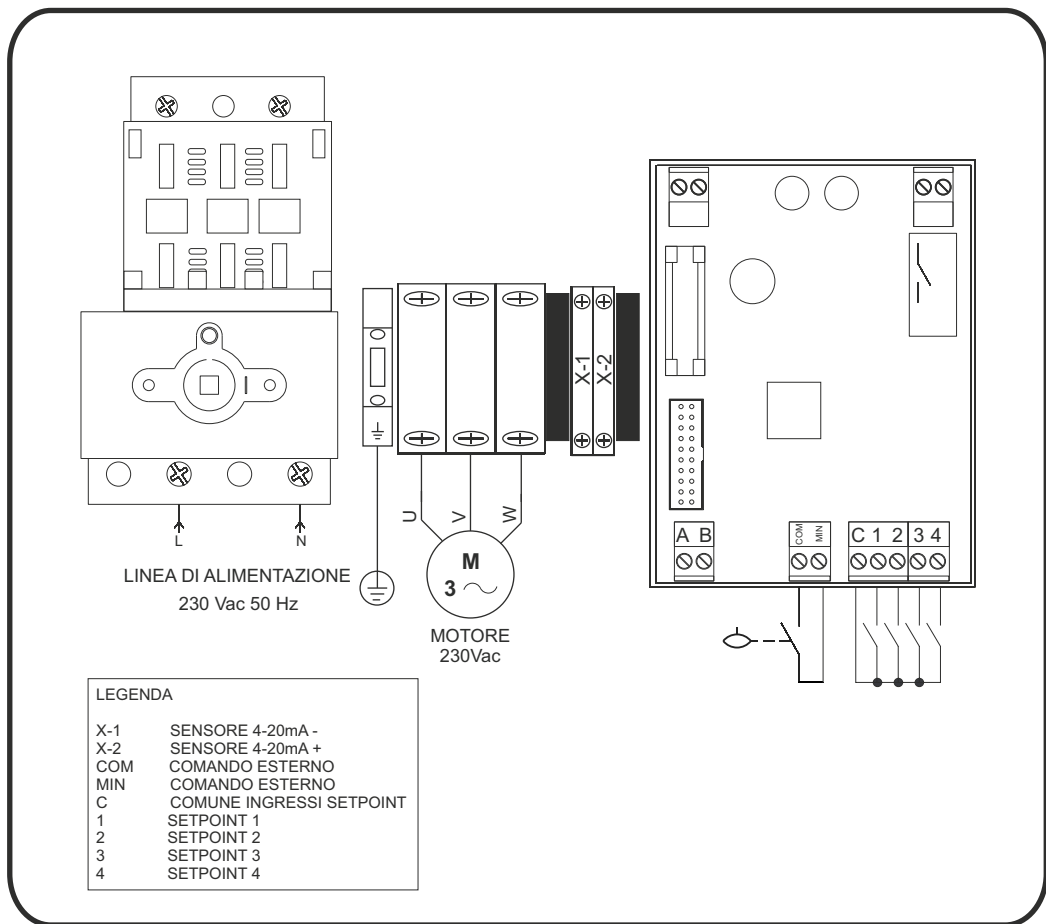 X-1
X-2
U
V
W
M
3
MOTORE
230Vac
L
N
LINEA DI ALIMENTAZIONE
230 Vac 50 Hz
A B
COM
MIN
C 1 2 3 4
LEGENDA
X-1 SENSORE 4-20mA -
X-2 SENSORE 4-20mA +
COM COMANDO ESTERNO
MIN COMANDO ESTERNO
C COMUNE INGRESSI SETPOINT
1 SETPOINT 1
2 SETPOINT 2
3 SETPOINT 3
4 SETPOINT 4